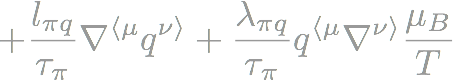 $+ \frac{l_{\pi q}}{\tau_{\pi}} \nabla^{\langle \mu} q^{\nu \rangle} + \frac{\lambda_{\pi q}}{\tau_{\pi}} q^{\langle \mu} \nabla^{\nu \rangle} \frac{\mu_B}{T}$